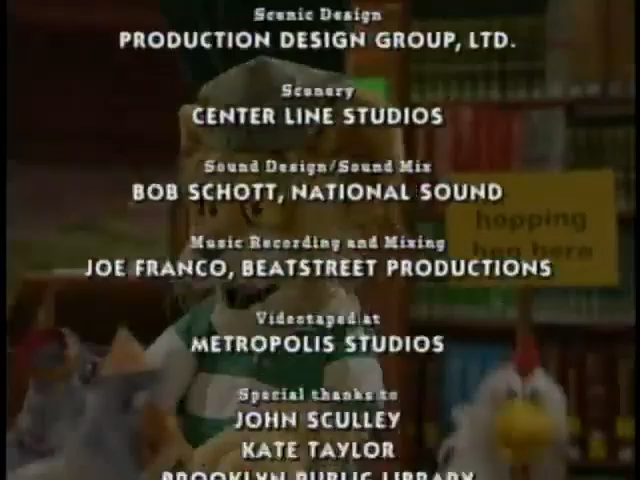 Scenic Design
PRODUCTION DESIGN GROUP, LTD.
Scenery
CENTER LINE STUDIOS
Sound Design/Sound Mix
BOB SCHOTT, NATIONAL SOUND
hopping
hen here
Music Recording and Mixing
JOE FRANCO, BEATSTREET PRODUCTIONS
Videotaped at
METROPOLIS STUDIOS
Special thanks to
JOHN SCULLEY
KATE TAYLOR
BROOKLYN PUBLIC LIBRARY